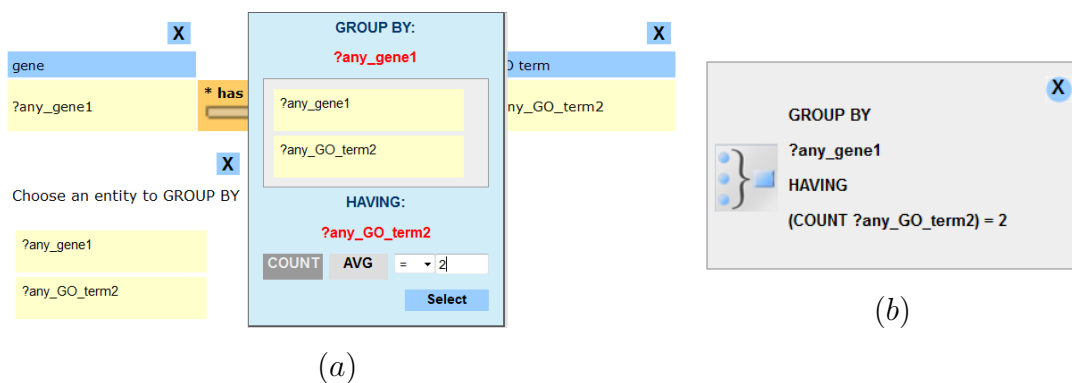 X
gene
?any_gene1
* has
X
Choose an entity to GROUP BY
?any_gene1
?any_GO_term2
GROUP BY:
?any_gene1
?any_gene1
?any_GO_term2
HAVING:
?any_GO_term2
COUNT AVG = 2
Select
X
term
ny_GO_term2
(a)
X
GROUP BY
?any_gene1
HAVING
(COUNT ?any_GO_term2) = 2
(b)